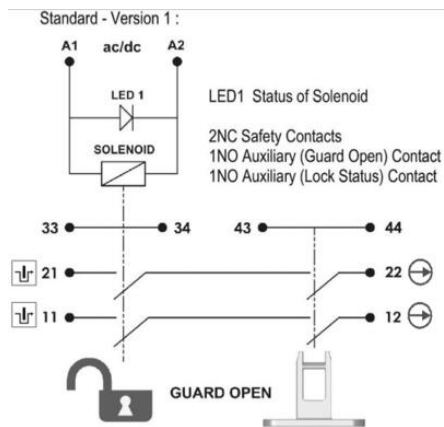 Standard - Version 1 :
A1 ac/dc A2
LED 1
LED1 Status of Solenoid
SOLENOID
2NC Safety Contacts
1NO Auxiliary (Guard Open) Contact
1NO Auxiliary (Lock Status) Contact
33 34 43 44
21 22
11 12
GUARD OPEN